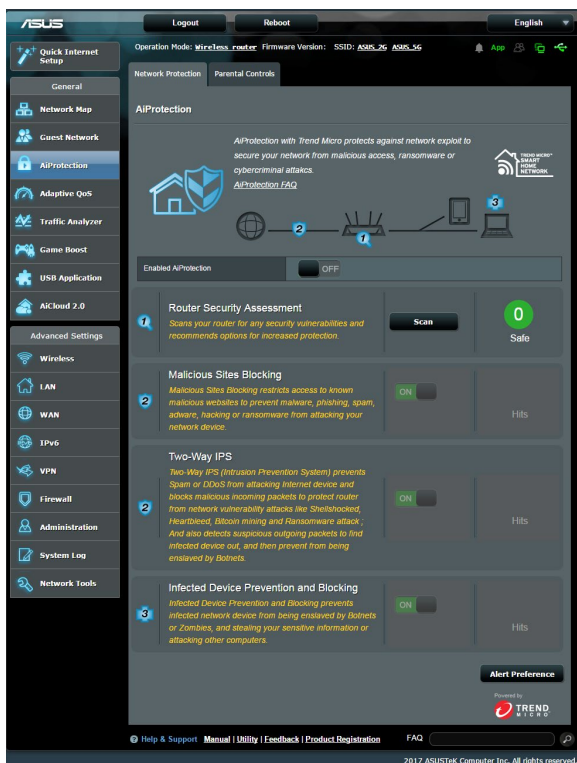 ASUS
Logout
Reboot
English
Quick Internet
Setup
Operation Mode: Wireless router Firmware Version: SSID: ASUS_2G ASUS_5G
App
General
Network Map
Guest Network
AiProtection
Adaptive QoS
Traffic Analyzer
Game Boost
USB Application
AiCloud 2.0
Advanced Settings
Wireless
LAN
WAN
IPv6
VPN
Firewall
Administration
System Log
Network Tools
Network Protection
Parental Controls
AiProtection
AiProtection with Trend Micro protects against network exploit to
secure your network from malicious access, ransomware or
cybercriminal attakcs.
AiProtection FAQ
TREND MICRO
SMART
HOME
NETWORK
2
1
3
Enabled AiProtection
OFF
1
Router Security Assessment
Scans your router for any security vulnerabilities and
recommends options for increased protection.
Scan
0
Safe
2
Malicious Sites Blocking
Malicious Sites Blocking restricts access to known
malicious websites to prevent malware, phishing, spam,
adware, hacking or ransomware from attacking your
network device.
ON
Hits
2
Two-Way IPS
Two-Way IPS (Intrusion Prevention System) prevents
Spam or DDoS from attacking Internet device and
blocks malicious incoming packets to protect router
from network vulnerability attacks like Shellshocked,
Heartbleed, Bitcoin mining and Ransomware attack ;
And also detects suspicious outgoing packets to find
infected device out, and then prevent from being
enslaved by Botnets.
ON
Hits
3
Infected Device Prevention and Blocking
Infected Device Prevention and Blocking prevents
infected network device from being enslaved by Botnets
or Zombies, and stealing your sensitive information or
attacking other computers.
ON
Hits
Alert Preference
Powered by
TREND
MICRO
Help & Support Manual | Utility | Feedback | Product Registration
FAQ
2017 ASUSTeK Computer Inc. All rights reserved